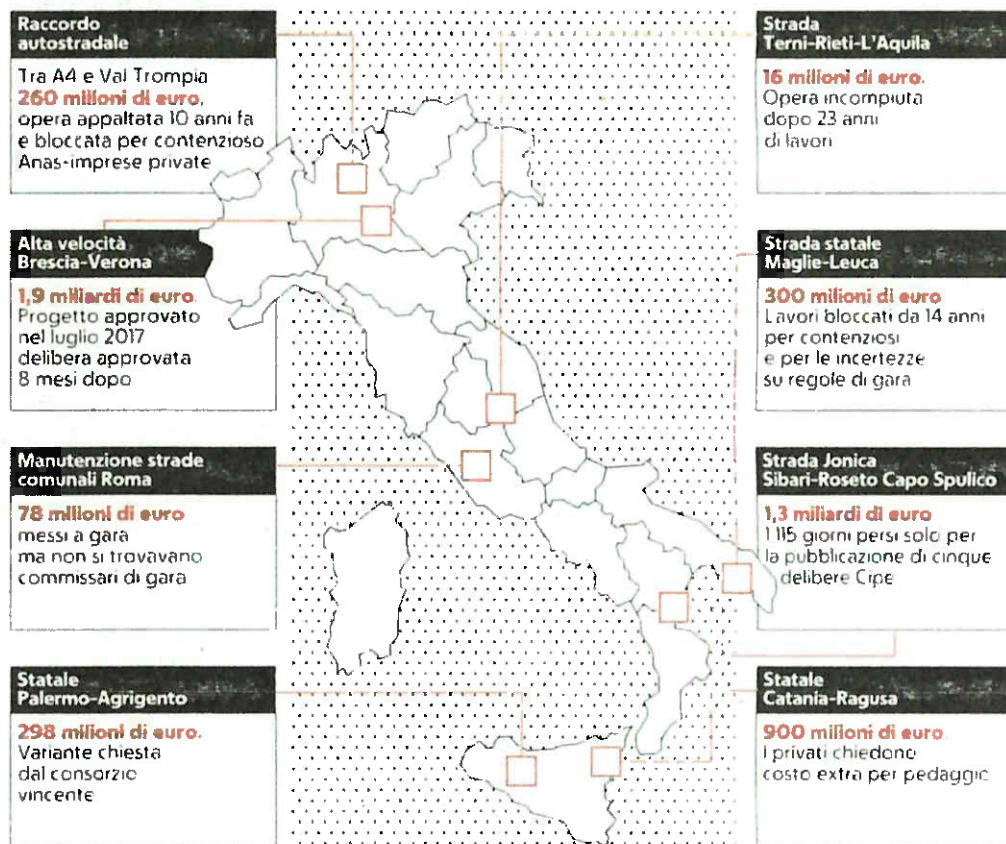 Raccordo
autostradale
Tra A4 e Val Trompia
260 milioni di euro,
opera appaltata 10 anni fa
e bloccata per contenzioso
Anas-imprese private
Alta velocità
Brescia-Verona
1,9 miliardi di euro.
Progetto approvato
nel luglio 2017
delibera approvata
8 mesi dopo
Manutenzione strade
comunali Roma
78 milioni di euro
messi a gara
ma non si trovavano
commissari di gara
Statale
Palermo-Agrigento
298 milioni di euro.
Variante chiesta
dal consorzio
vincente
Strada
Terni-Rieti-L'Aquila
16 milioni di euro.
Opera incompiuta
dopo 23 anni
di lavori
Strada statale
Maglie-Leuca
300 milioni di euro
Lavori bloccati da 14 anni
per contenziosi
e per le incertezze
su regole di gara
Strada Jonica
Sibari-Roseto Capo Spulico
1,3 miliardi di euro
1.115 giorni persi solo per
la pubblicazione di cinque
delibere Cipe
Statale
Catania-Ragusa
900 milioni di euro
I privati chiedono
costo extra per pedaggio